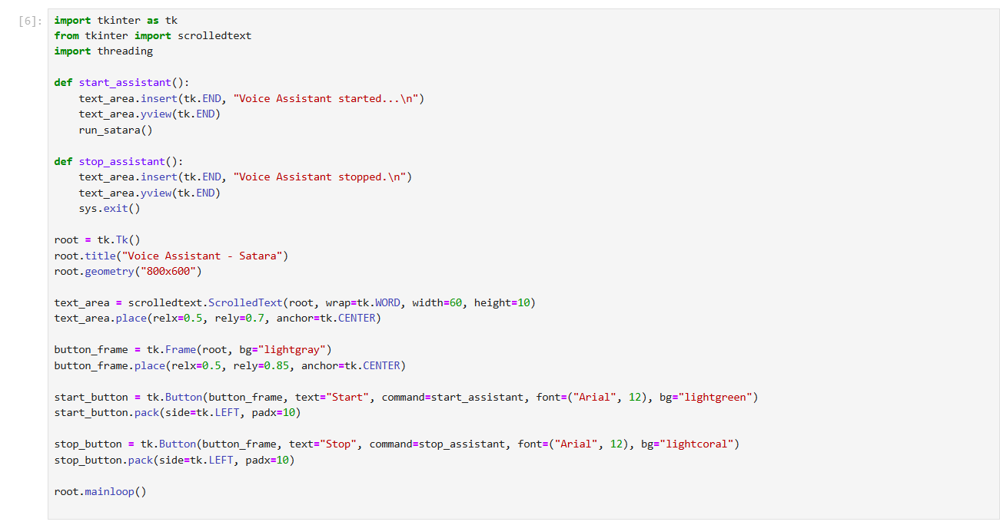 [6]:
import tkinter as tk
from tkinter import scrolledtext
import threading

def start_assistant():
    text_area.insert(tk.END, "Voice Assistant started...\n")
    text_area.yview(tk.END)
    run_satara()

def stop_assistant():
    text_area.insert(tk.END, "Voice Assistant stopped.\n")
    text_area.yview(tk.END)
    sys.exit()

root = tk.Tk()
root.title("Voice Assistant - Satara")
root.geometry("800x600")

text_area = scrolledtext.ScrolledText(root, wrap=tk.WORD, width=60, height=10)
text_area.place(relx=0.5, rely=0.7, anchor=tk.CENTER)

button_frame = tk.Frame(root, bg="lightgray")
button_frame.place(relx=0.5, rely=0.85, anchor=tk.CENTER)

start_button = tk.Button(button_frame, text="Start", command=start_assistant, font=("Arial", 12), bg="lightgreen")
start_button.pack(side=tk.LEFT, padx=10)

stop_button = tk.Button(button_frame, text="Stop", command=stop_assistant, font=("Arial", 12), bg="lightcoral")
stop_button.pack(side=tk.LEFT, padx=10)

root.mainloop()